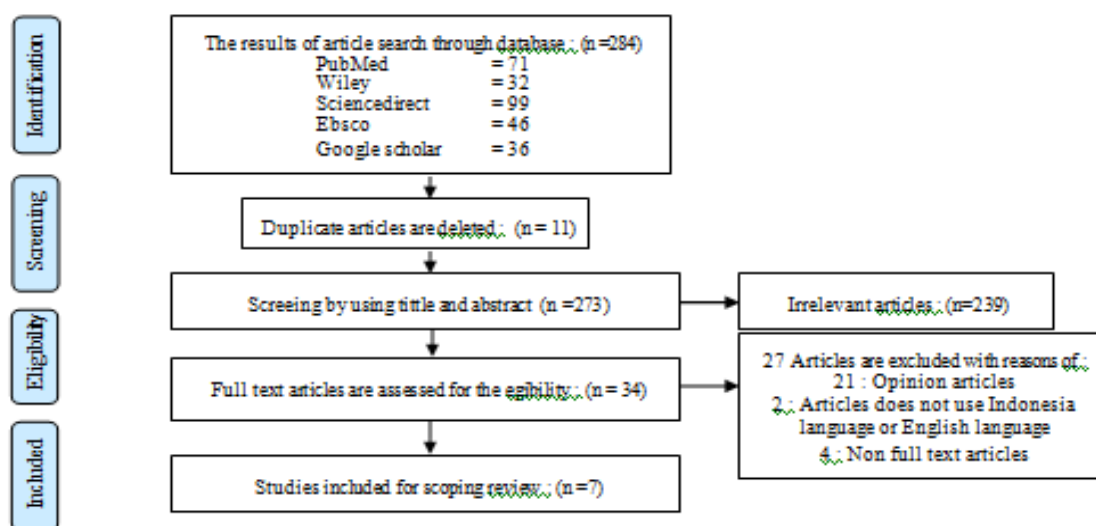 Identification
The results of article search through database : (n =284)
PubMed = 71
Wiley = 32
Sciencedirect = 99
Ebsco = 46
Google scholar = 36
Screening
Duplicate articles are deleted : (n = 11)
Screeing by using tittle and abstract (n =273)
Irrelevant articles : (n=239)
Eligibility
Full text articles are assessed for the egibility : (n = 34)
27 Articles are excluded with reasons of :
21 : Opinion articles
2 : Articles does not use Indonesia
language or English language
4 : Non full text articles
Included
Studies included for scoping review : (n =7)